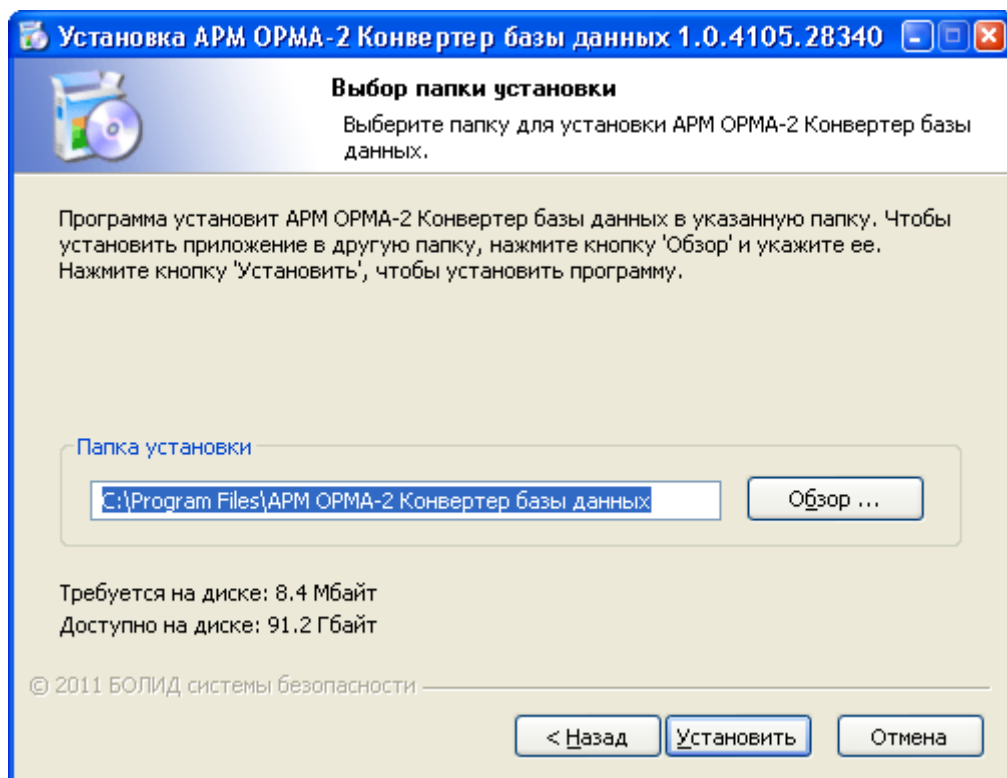 Установка АРМ ОРМА-2 Конвертер базы данных 1.0.4105.28340
Выбор папки установки
Выберите папку для установки АРМ ОРМА-2 Конвертер базы
данных.
Программа установит АРМ ОРМА-2 Конвертер базы данных в указанную папку. Чтобы
установить приложение в другую папку, нажмите кнопку 'Обзор' и укажите ее.
Нажмите кнопку 'Установить', чтобы установить программу.
Папка установки
C:\Program Files\АРМ ОРМА-2 Конвертер базы данных
Обзор ...
Требуется на диске: 8.4 Мбайт
Доступно на диске: 91.2 Гбайт
© 2011 БОЛИД системы безопасности
< Назад
Установить
Отмена